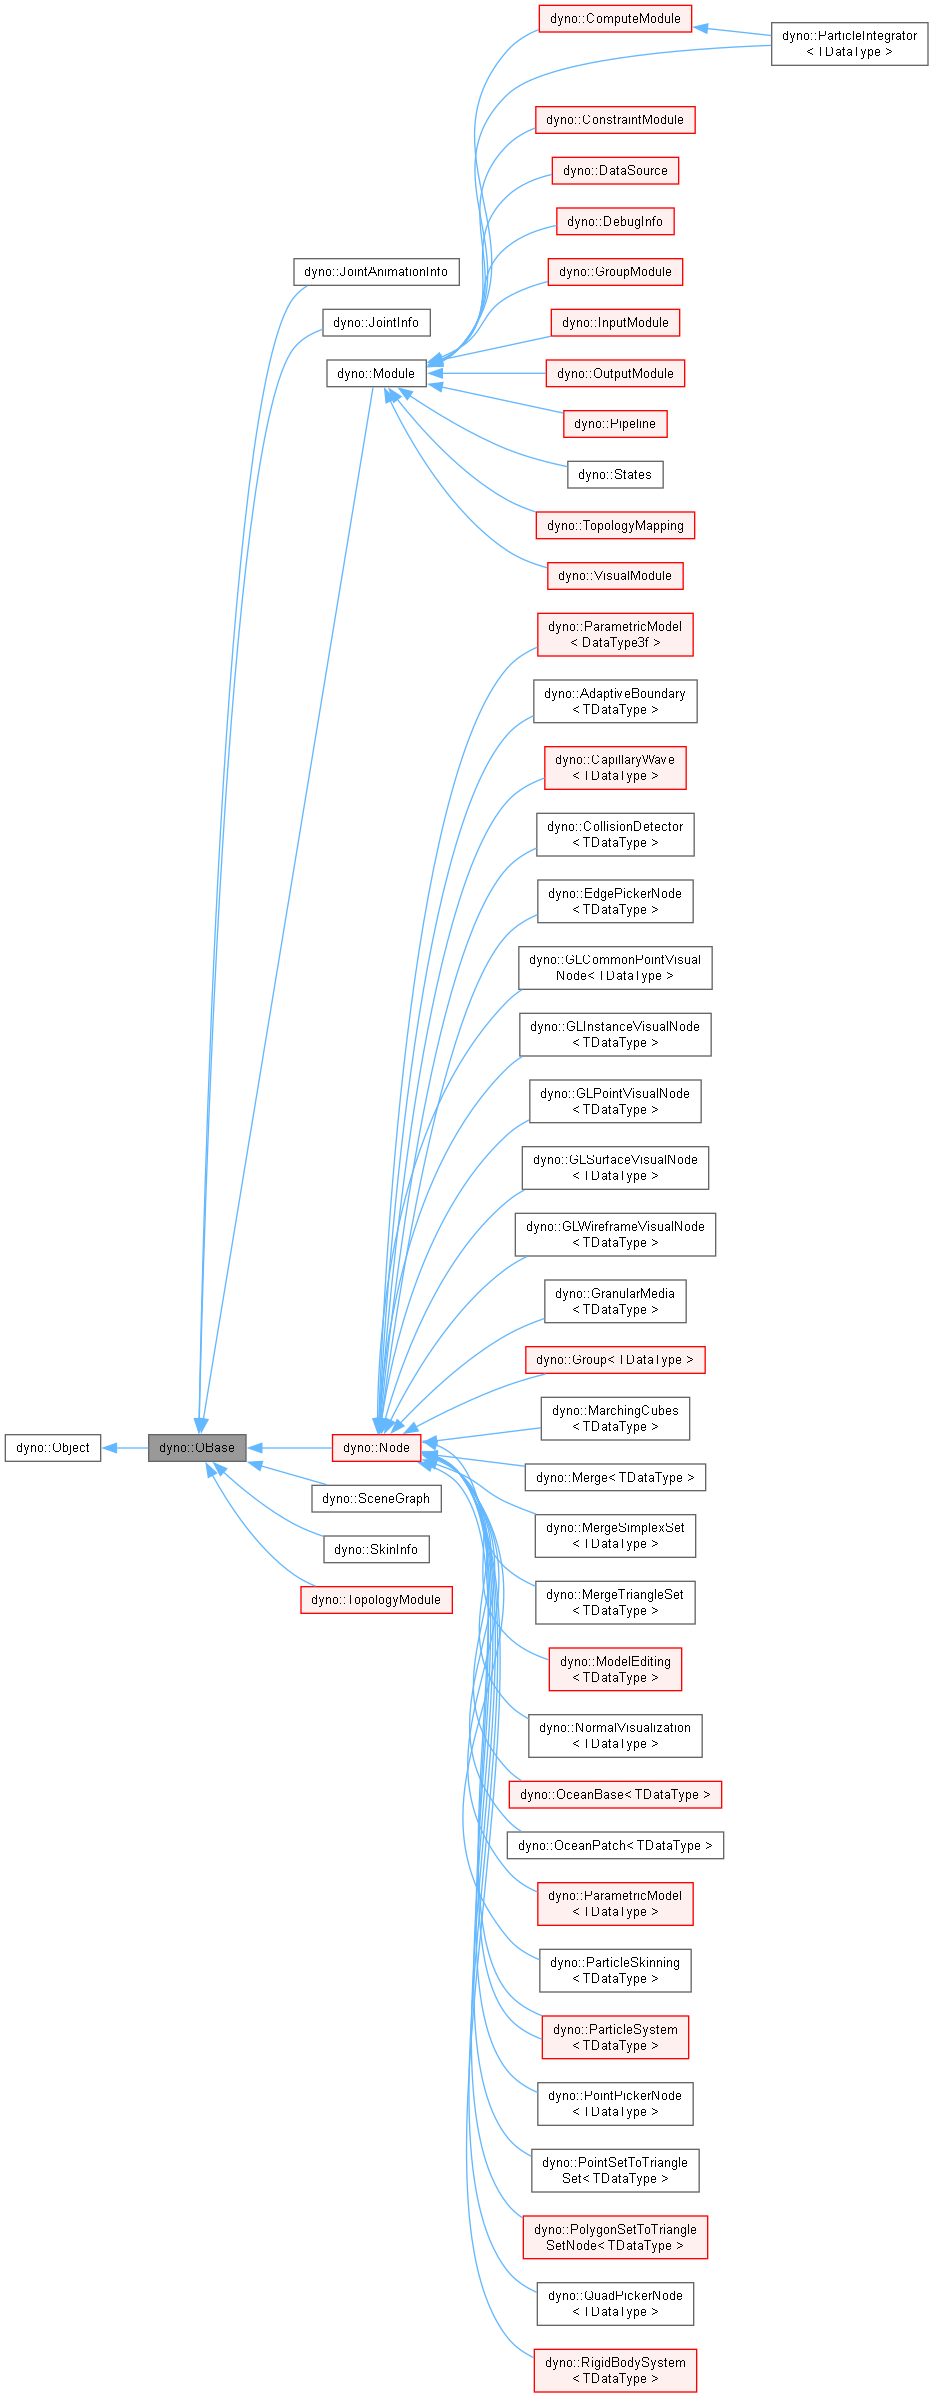 dyno::ComputeModule
dyno::ParticleIntegrator
< TDataType >
dyno::ConstraintModule
dyno::DataSource
dyno::DebugInfo
dyno::JointAnimationInfo
dyno::GroupModule
dyno::JointInfo
dyno::InputModule
dyno::Module
dyno::OutputModule
dyno::Pipeline
dyno::States
dyno::TopologyMapping
dyno::VisualModule
dyno::ParametricModel
< DataType3f >
dyno::AdaptiveBoundary
< TDataType >
dyno::CapillaryWave
< TDataType >
dyno::CollisionDetector
< TDataType >
dyno::EdgePickerNode
< TDataType >
dyno::GLCommonPointVisual
Node< TDataType >
dyno::GLInstanceVisualNode
< TDataType >
dyno::GLPointVisualNode
< TDataType >
dyno::GLSurfaceVisualNode
< TDataType >
dyno::GLWireframeVisualNode
< TDataType >
dyno::GranularMedia
< TDataType >
dyno::Group< TDataType >
dyno::MarchingCubes
< TDataType >
dyno::Object
dyno::OBase
dyno::Node
dyno::Merge< TDataType >
dyno::SceneGraph
dyno::MergeSimplexSet
< TDataType >
dyno::SkinInfo
dyno::MergeTriangleSet
< TDataType >
dyno::TopologyModule
dyno::ModelEditing
< TDataType >
dyno::NormalVisualization
< TDataType >
dyno::OceanBase< TDataType >
dyno::OceanPatch< TDataType >
dyno::ParametricModel
< TDataType >
dyno::ParticleSkinning
< TDataType >
dyno::ParticleSystem
< TDataType >
dyno::PointPickerNode
< TDataType >
dyno::PointSetToTriangle
Set< TDataType >
dyno::PolygonSetToTriangle
SetNode< TDataType >
dyno::QuadPickerNode
< TDataType >
dyno::RigidBodySystem
< TDataType >